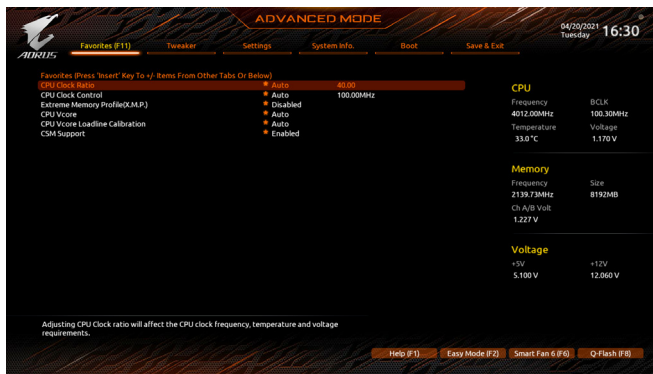 ADVANCED MODE
04/20/2021
Tuesday
16:30
AORUS
Favorites (F11)
Tweaker
Settings
System Info.
Boot
Save & Exit
Favorites (Press 'Insert' Key To +/- Items From Other Tabs Or Below)
CPU Clock Ratio Auto 40.00
CPU Clock Control Auto 100.00MHz
Extreme Memory Profile(X.M.P.) Disabled
CPU Vcore Auto
CPU Vcore Loadline Calibration Auto
CSM Support Enabled
CPU
Frequency BCLK
4012.00MHz 100.30MHz
Temperature Voltage
33.0 °C 1.170 V
Memory
Frequency Size
2139.73MHz 8192MB
Ch A/B Volt
1.227 V
Voltage
+5V +12V
5.100 V 12.060 V
Adjusting CPU Clock ratio will affect the CPU clock frequency, temperature and voltage
requirements.
Help (F1)
Easy Mode (F2)
Smart Fan 6 (F6)
Q-Flash (F8)